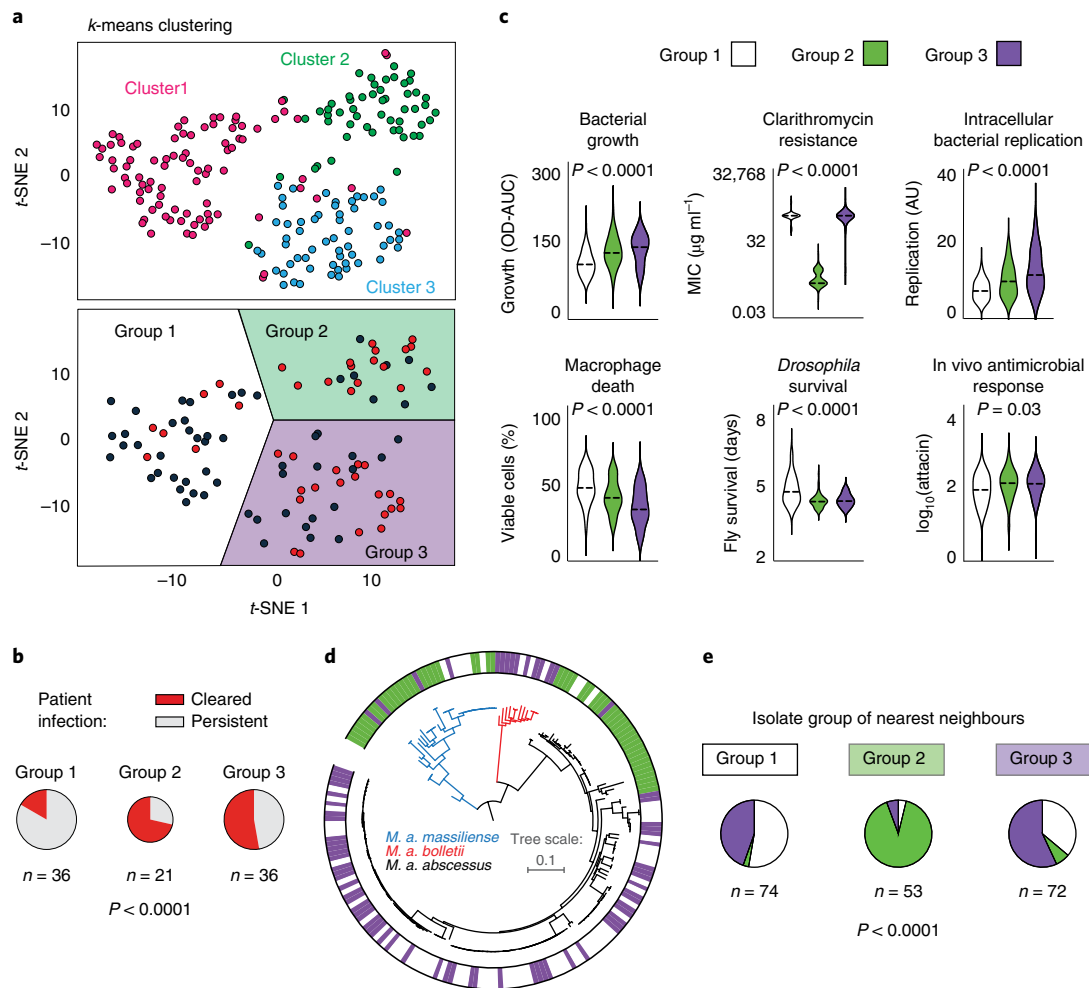 a
k-means clustering
Cluster 2
Cluster1
Cluster 3
10
0
−10
t-SNE 2
Group 1
Group 2
Group 3
10
0
−10
t-SNE 2
−10
0
10
t-SNE 1
b
Patient
infection:
Cleared
Persistent
Group 1
Group 2
Group 3
n = 36
n = 21
n = 36
P < 0.0001
c
Group 1
Group 2
Group 3
Bacterial
growth
P < 0.0001
300
150
0
Growth (OD-AUC)
Clarithromycin
resistance
P < 0.0001
32,768
32
0.03
MIC (μg ml−1)
Intracellular
bacterial replication
P < 0.0001
40
20
0
Replication (AU)
Macrophage
death
P < 0.0001
100
50
0
Viable cells (%)
Drosophila
survival
P < 0.0001
8
5
2
Fly survival (days)
In vivo antimicrobial
response
P = 0.03
4
2
0
log10(attacin)
d
M. a. massiliense
M. a. bolletii
M. a. abscessus
Tree scale:
0.1
e
Isolate group of nearest neighbours
Group 1
Group 2
Group 3
n = 74
n = 53
n = 72
P < 0.0001